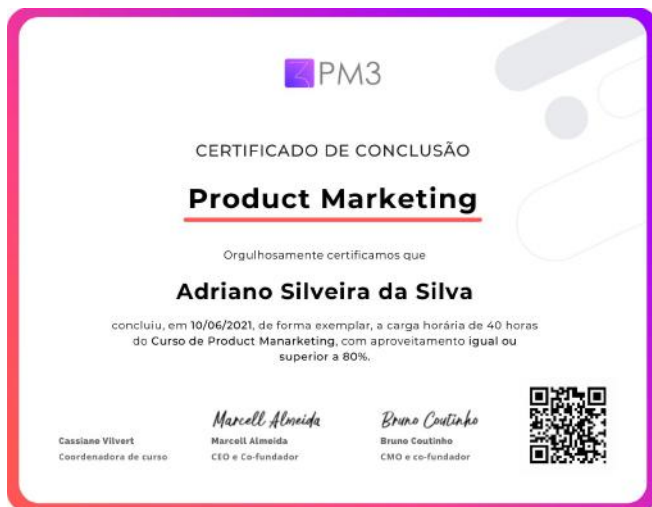 PM3
CERTIFICADO DE CONCLUSÃO
Product Marketing
Orgulhosamente certificamos que
Adriano Silveira da Silva
concluiu, em 10/06/2021, de forma exemplar, a carga horária de 40 horas
do Curso de Product Manarketing, com aproveitamento igual ou
superior a 80%.
Marcell Almeida
Bruno Coutinho
Cassiano Vilvert
Marcell Almeida
Bruno Coutinho
Coordenadora de curso
CEO e Co-fundador
CMO e co-fundador